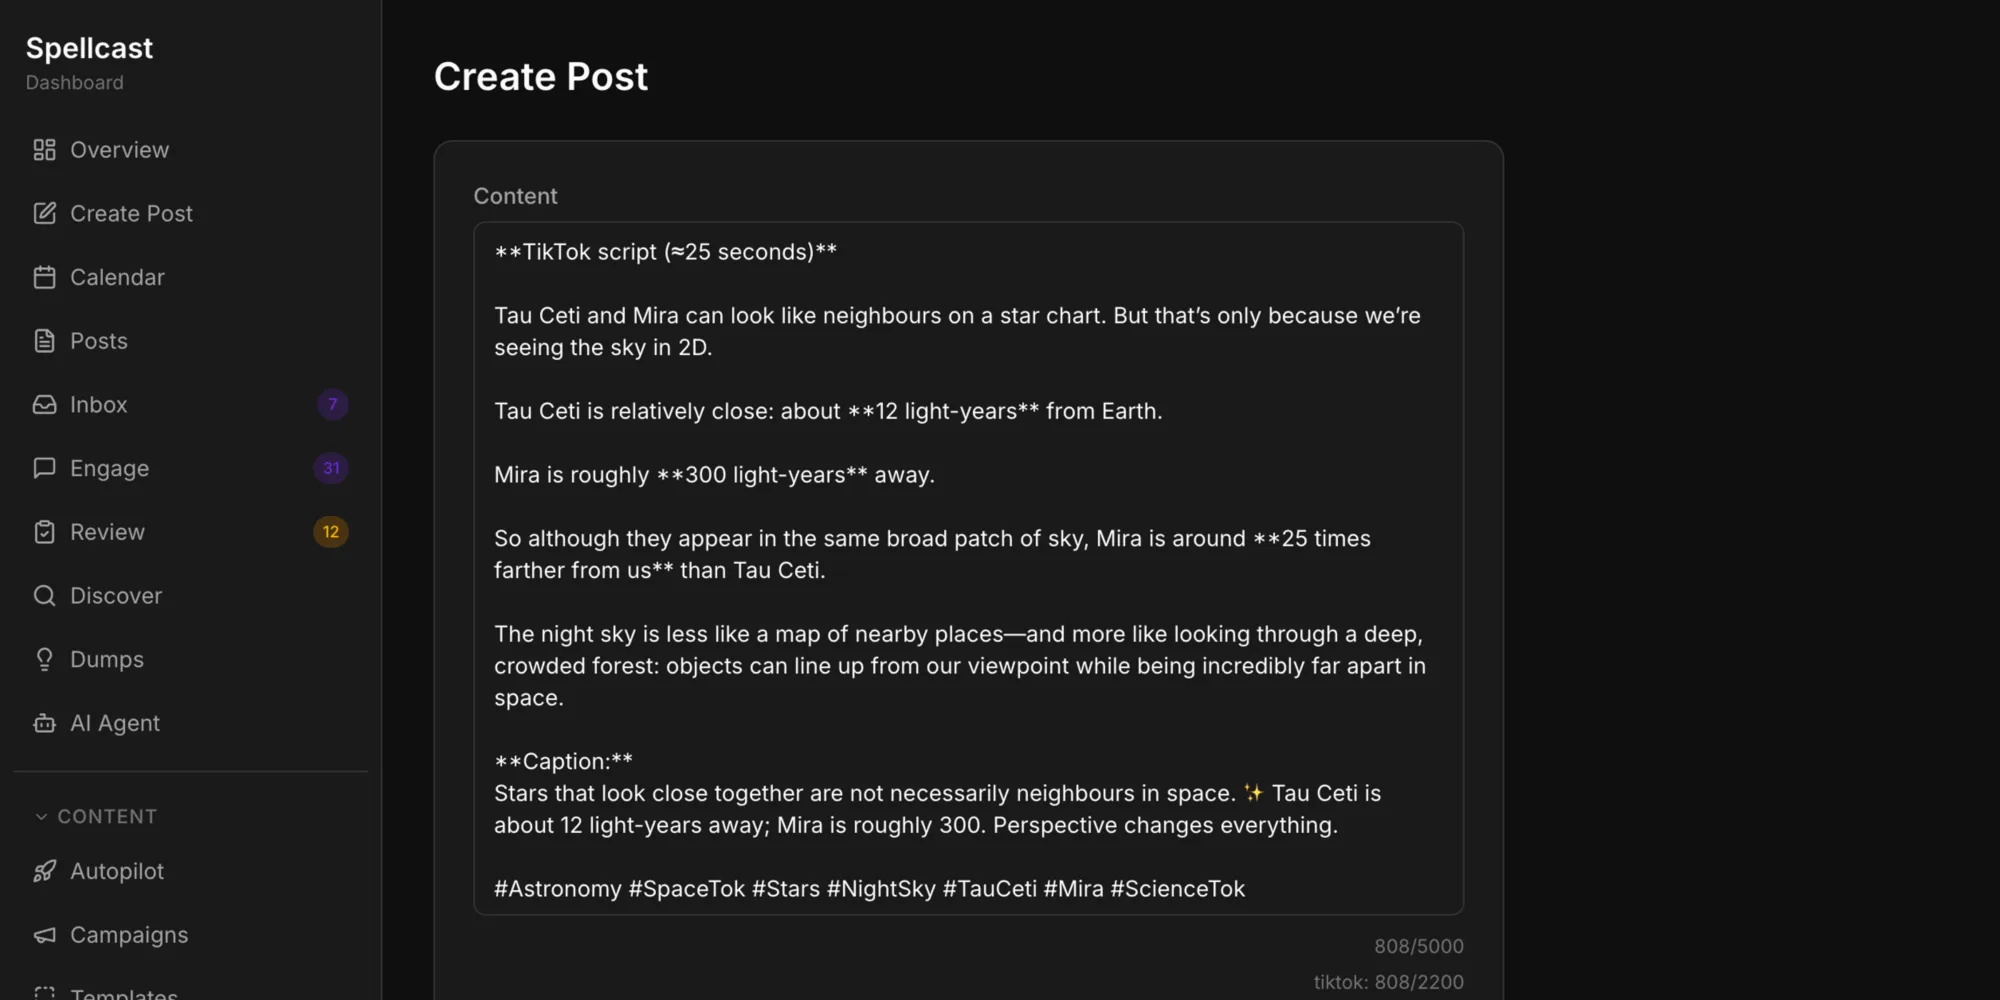 Spellcast
Dashboard
Overview
Create Post
Calendar
Posts
Inbox 7
Engage 31
Review 12
Discover
Dumps
AI Agent
CONTENT
Autopilot
Campaigns
Templates
Create Post
Content
**TikTok script (≈25 seconds)**
Tau Ceti and Mira can look like neighbours on a star chart. But that’s only because we’re
seeing the sky in 2D.
Tau Ceti is relatively close: about **12 light-years** from Earth.
Mira is roughly **300 light-years** away.
So although they appear in the same broad patch of sky, Mira is around **25 times
farther from us** than Tau Ceti.
The night sky is less like a map of nearby places—and more like looking through a deep,
crowded forest: objects can line up from our viewpoint while being incredibly far apart in
space.
**Caption:**
Stars that look close together are not necessarily neighbours in space. ✨ Tau Ceti is
about 12 light-years away; Mira is roughly 300. Perspective changes everything.
#Astronomy #SpaceTok #Stars #NightSky #TauCeti #Mira #ScienceTok
808/5000
tiktok: 808/2200